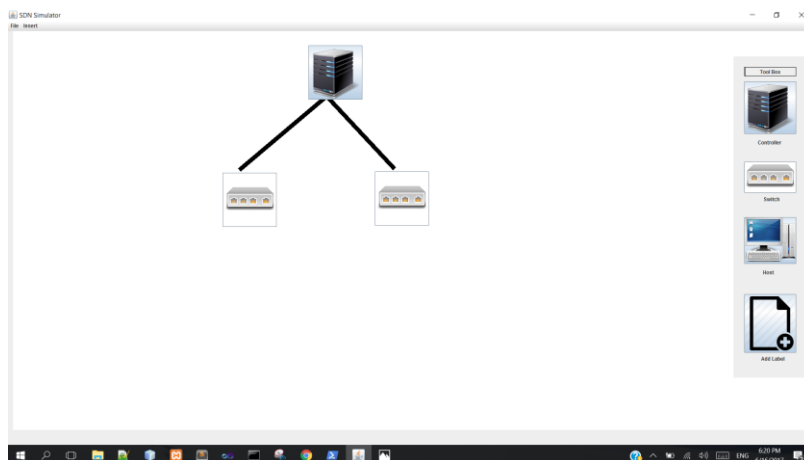 SDN Simulator
File Insert
Tool Box
Controller
Switch
Host
Add Label
ENG
6:20 PM